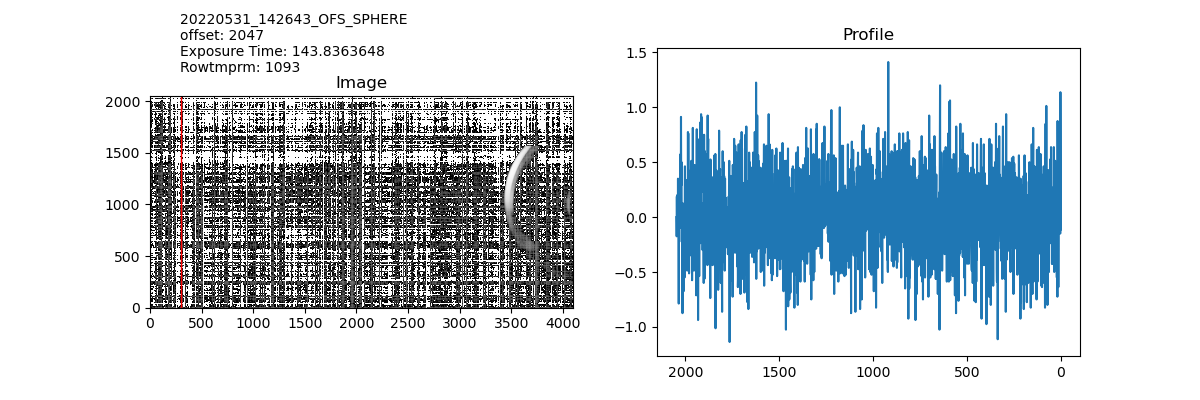 20220531_142643_OFS_SPHERE
offset: 2047
Exposure Time: 143.8363648
Rowtmprm: 1093
Image
2000
1500
1000
500
0
0 500 1000 1500 2000 2500 3000 3500 4000
Profile
1.5
1.0
0.5
0.0
−0.5
−1.0
2000 1500 1000 500 0